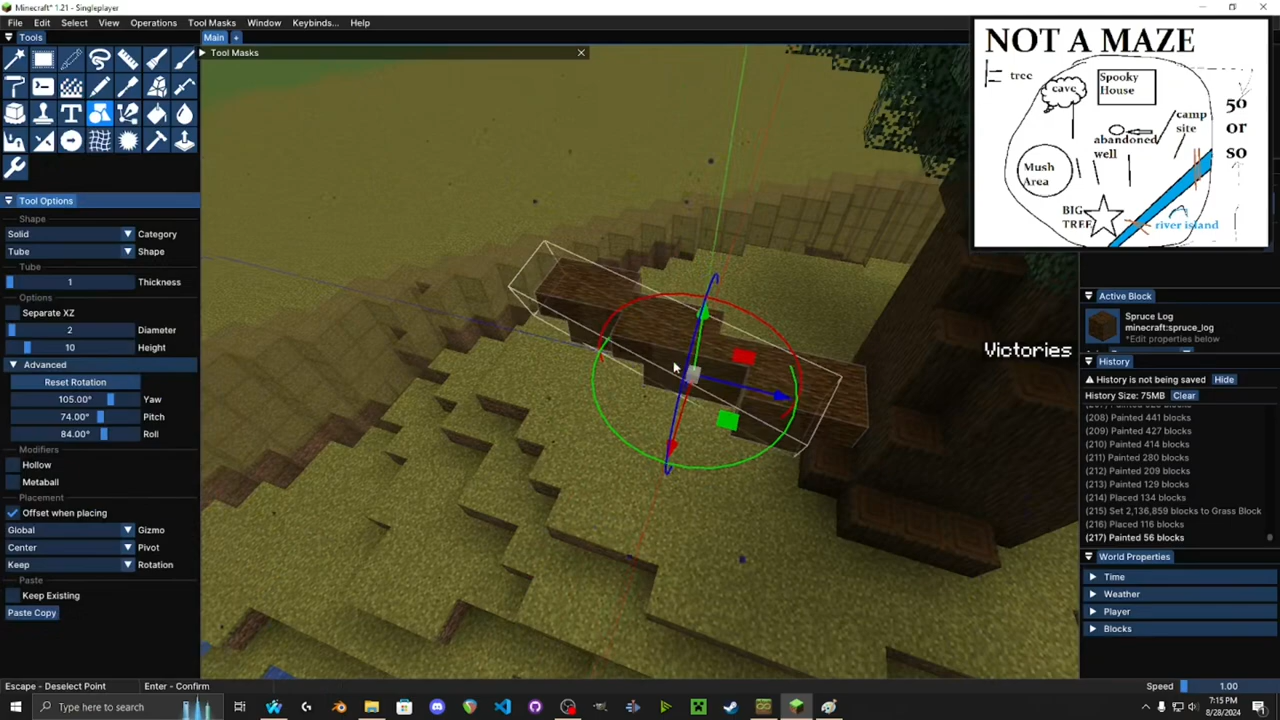 Minecraft* 1.21 - Singleplayer
File Edit Select View Operations Tool Masks Window Keybinds... Help
Tools
Main +
Tool Masks
Tool Options
Shape
Solid Category
Tube Shape
Tube
1 Thickness
Options
Separate XZ
2 Diameter
10 Height
Advanced
Reset Rotation
105.00° Yaw
74.00° Pitch
84.00° Roll
Modifiers
Hollow
Metaball
Placement
Offset when placing
Global Gizmo
Center Pivot
Keep Rotation
Paste
Keep Existing
Paste Copy
Escape - Deselect Point Enter - Confirm
NOT A MAZE
tree
cave
Spooky
House
50
or
so
camp
site
abandoned
well
Mush
Area
BIG
TREE
river island
Active Block
Spruce Log
minecraft:spruce_log
*Edit properties below
Victories
History
History is not being saved Hide
History Size: 75MB Clear
(208) Painted 441 blocks
(209) Painted 427 blocks
(210) Painted 414 blocks
(211) Painted 280 blocks
(212) Painted 209 blocks
(213) Painted 129 blocks
(214) Placed 134 blocks
(215) Set 2,136,859 blocks to Grass Block
(216) Placed 116 blocks
(217) Painted 56 blocks
World Properties
Time
Weather
Player
Blocks
Speed 1.00
Type here to search
7:15 PM
8/28/2024